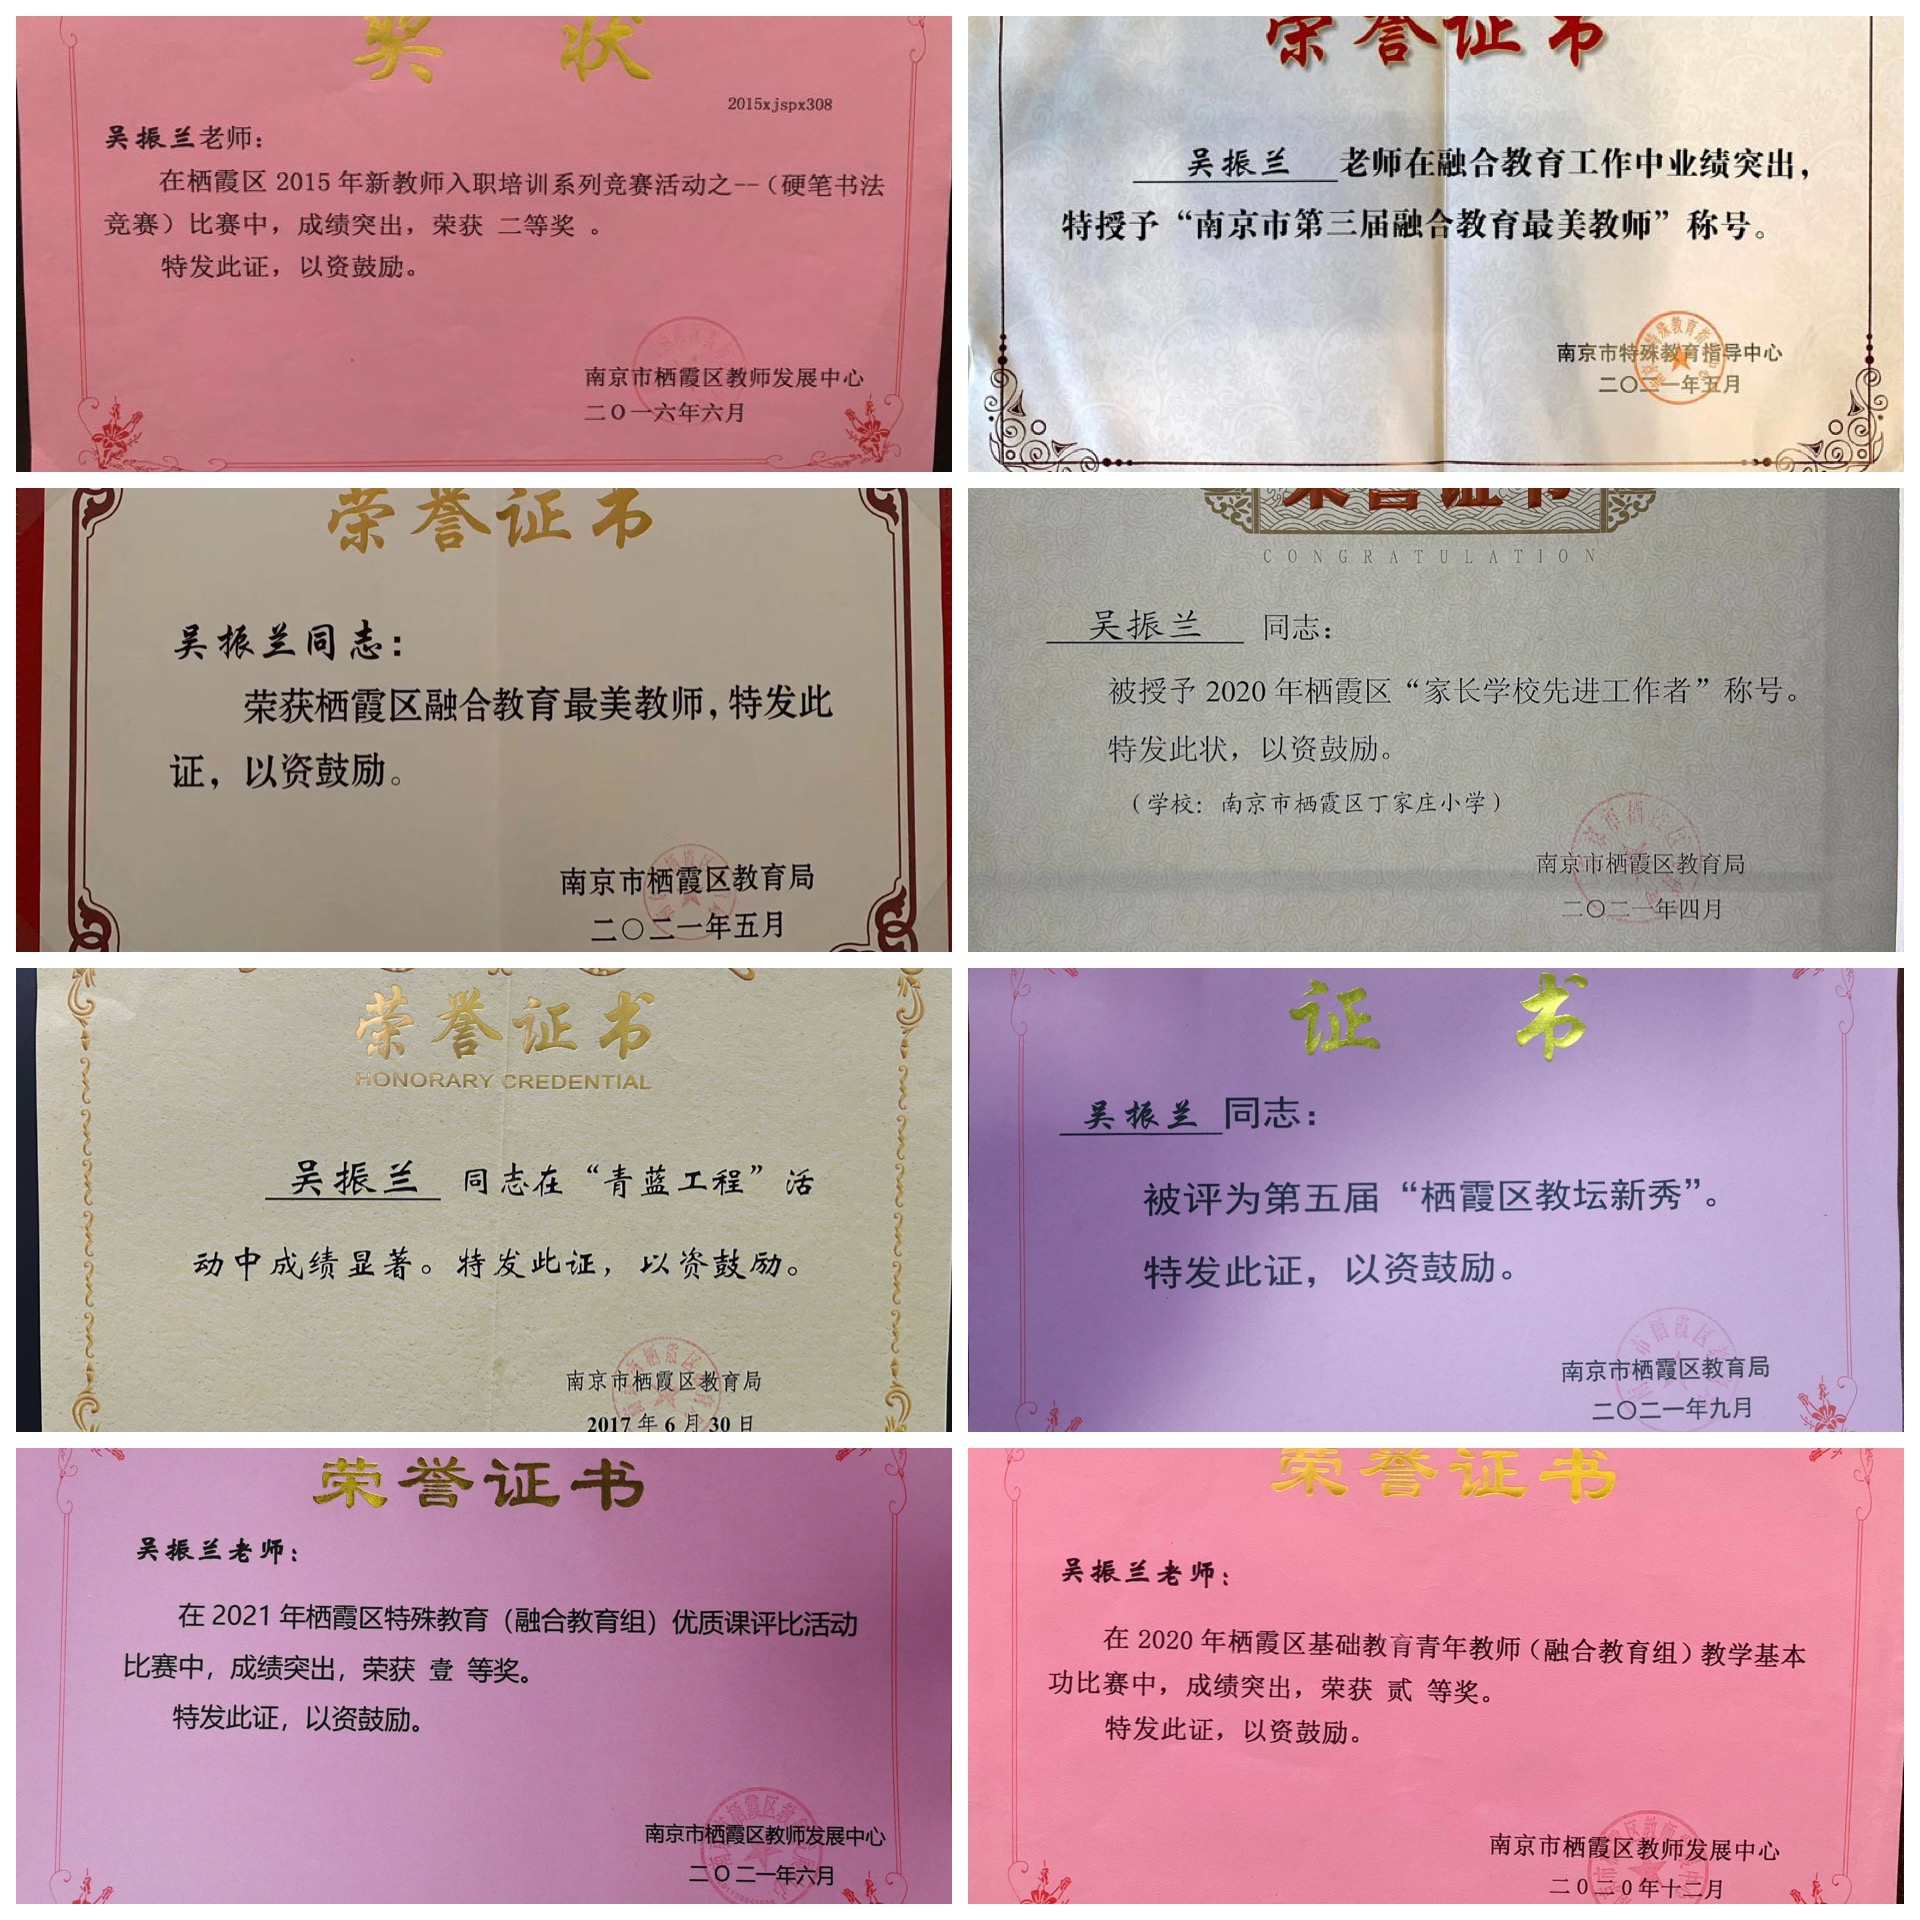 奖 状
2015xjspx308
吴振兰老师：
在栖霞区 2015 年新教师入职培训系列竞赛活动之--（硬笔书法
竞赛）比赛中，成绩突出，荣获 二等奖 。
特发此证，以资鼓励。
南京市栖霞区教师发展中心
二〇一六年六月
荣誉证书
吴振兰 老师在融合教育工作中业绩突出，
特授予“南京市第三届融合教育最美教师”称号。
南京市特殊教育指导中心
二〇二一年五月
荣誉证书
吴振兰同志：
荣获栖霞区融合教育最美教师，特发此
证，以资鼓励。
南京市栖霞区教育局
二〇二一年五月
荣誉证书
CONGRATULATION
吴振兰 同志：
被授予 2020 年栖霞区“家长学校先进工作者”称号。
特发此状，以资鼓励。
（学校：南京市栖霞区丁家庄小学）
南京市栖霞区教育局
二〇二一年四月
荣誉证书
HONORARY CREDENTIAL
吴振兰 同志在“青蓝工程”活
动中成绩显著。特发此证，以资鼓励。
南京市栖霞区教育局
2017 年 6 月 30 日
证 书
吴振兰 同志：
被评为第五届“栖霞区教坛新秀”。
特发此证，以资鼓励。
南京市栖霞区教育局
二〇二一年九月
荣誉证书
吴振兰老师：
在 2021 年栖霞区特殊教育（融合教育组）优质课评比活动
比赛中，成绩突出，荣获 壹 等奖。
特发此证，以资鼓励。
南京市栖霞区教师发展中心
二〇二一年六月
荣誉证书
吴振兰老师：
在 2020 年栖霞区基础教育青年教师（融合教育组）教学基本
功比赛中，成绩突出，荣获 贰 等奖。
特发此证，以资鼓励。
南京市栖霞区教师发展中心
二０二０年十二月